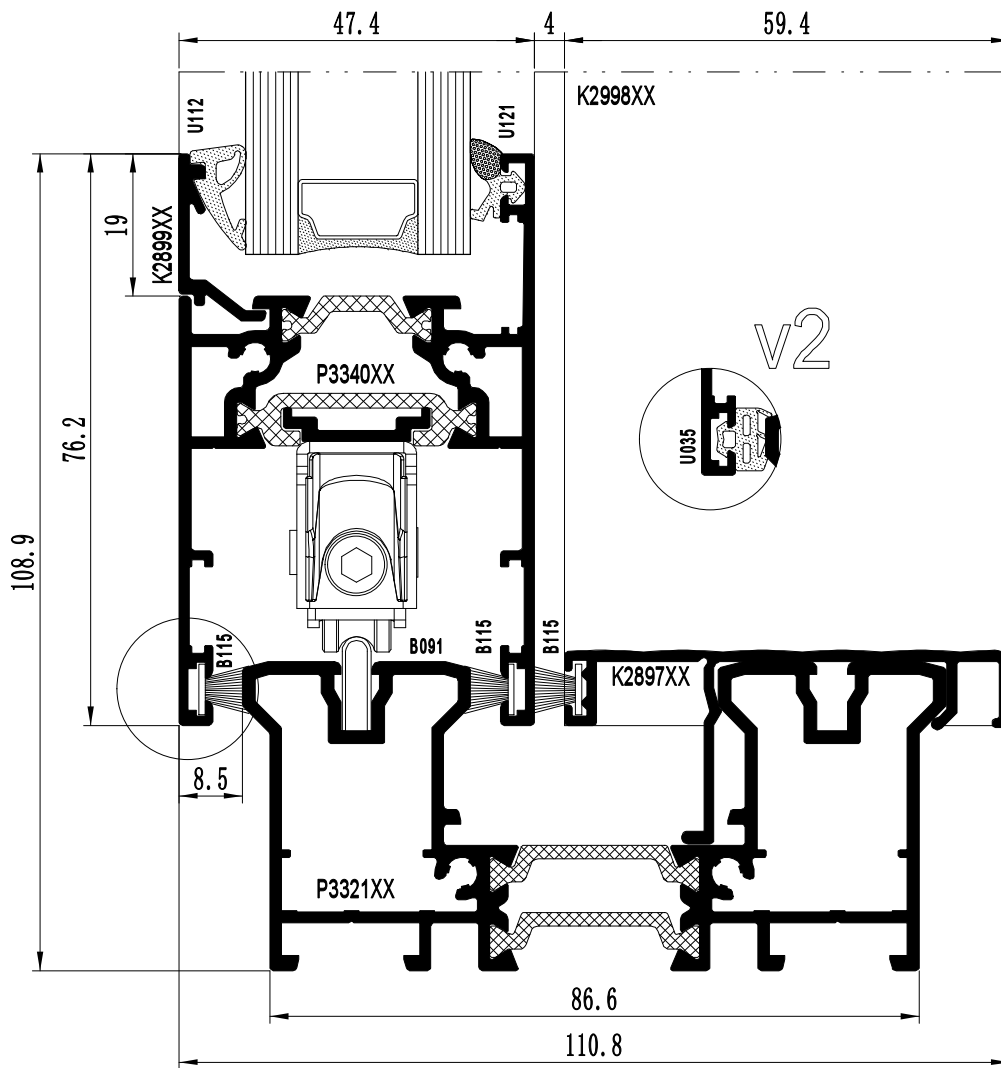 47.4
4
59.4
K2998XX
U112
U121
19
K2899XX
v2
P3340XX
76.2
U035
108.9
B115
B091
B115
B115
K2897XX
8.5
P3321XX
86.6
110.8